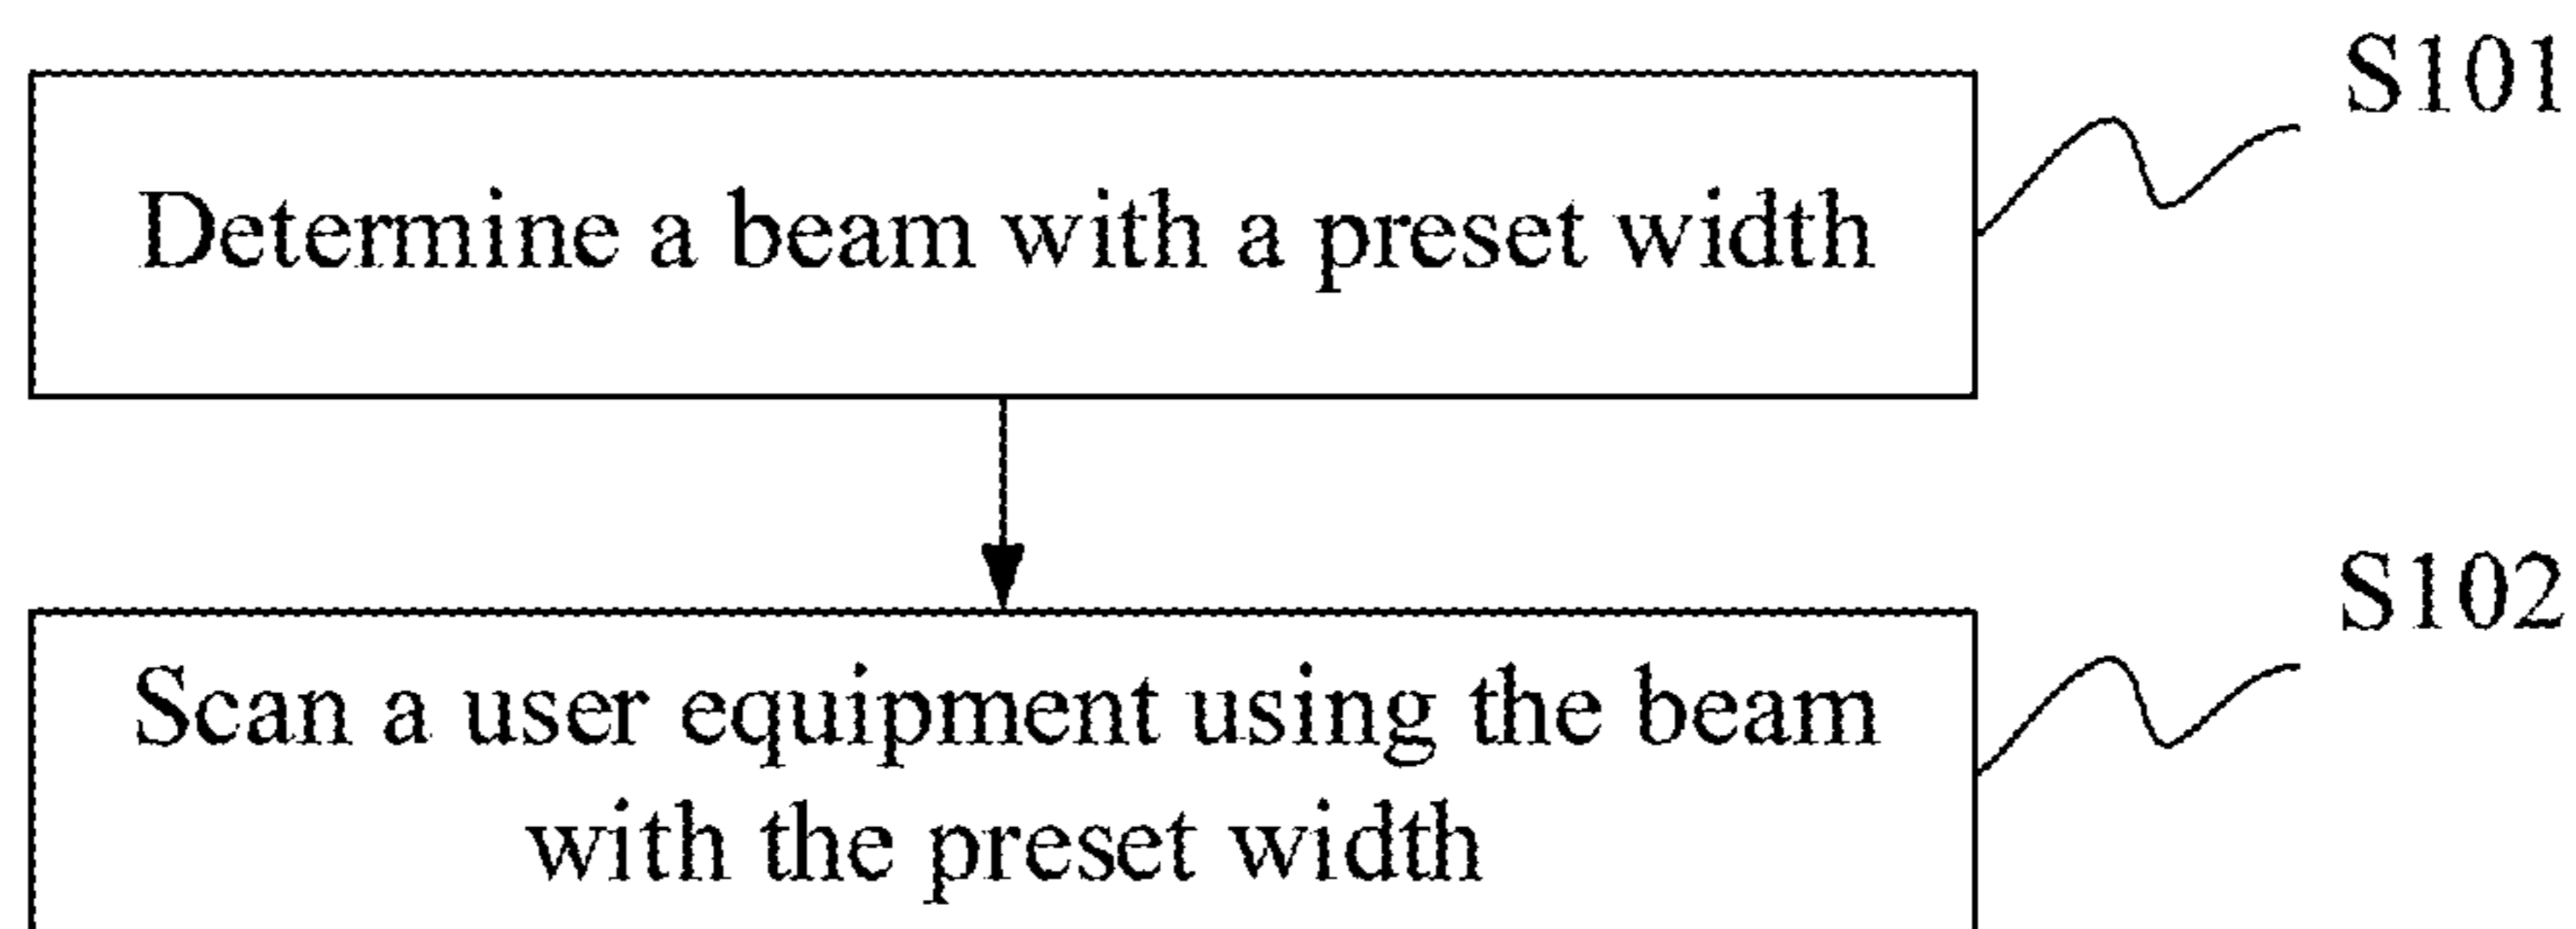 S101
Determine a beam with a preset width
S102
Scan a user equipment using the beam
with the preset width